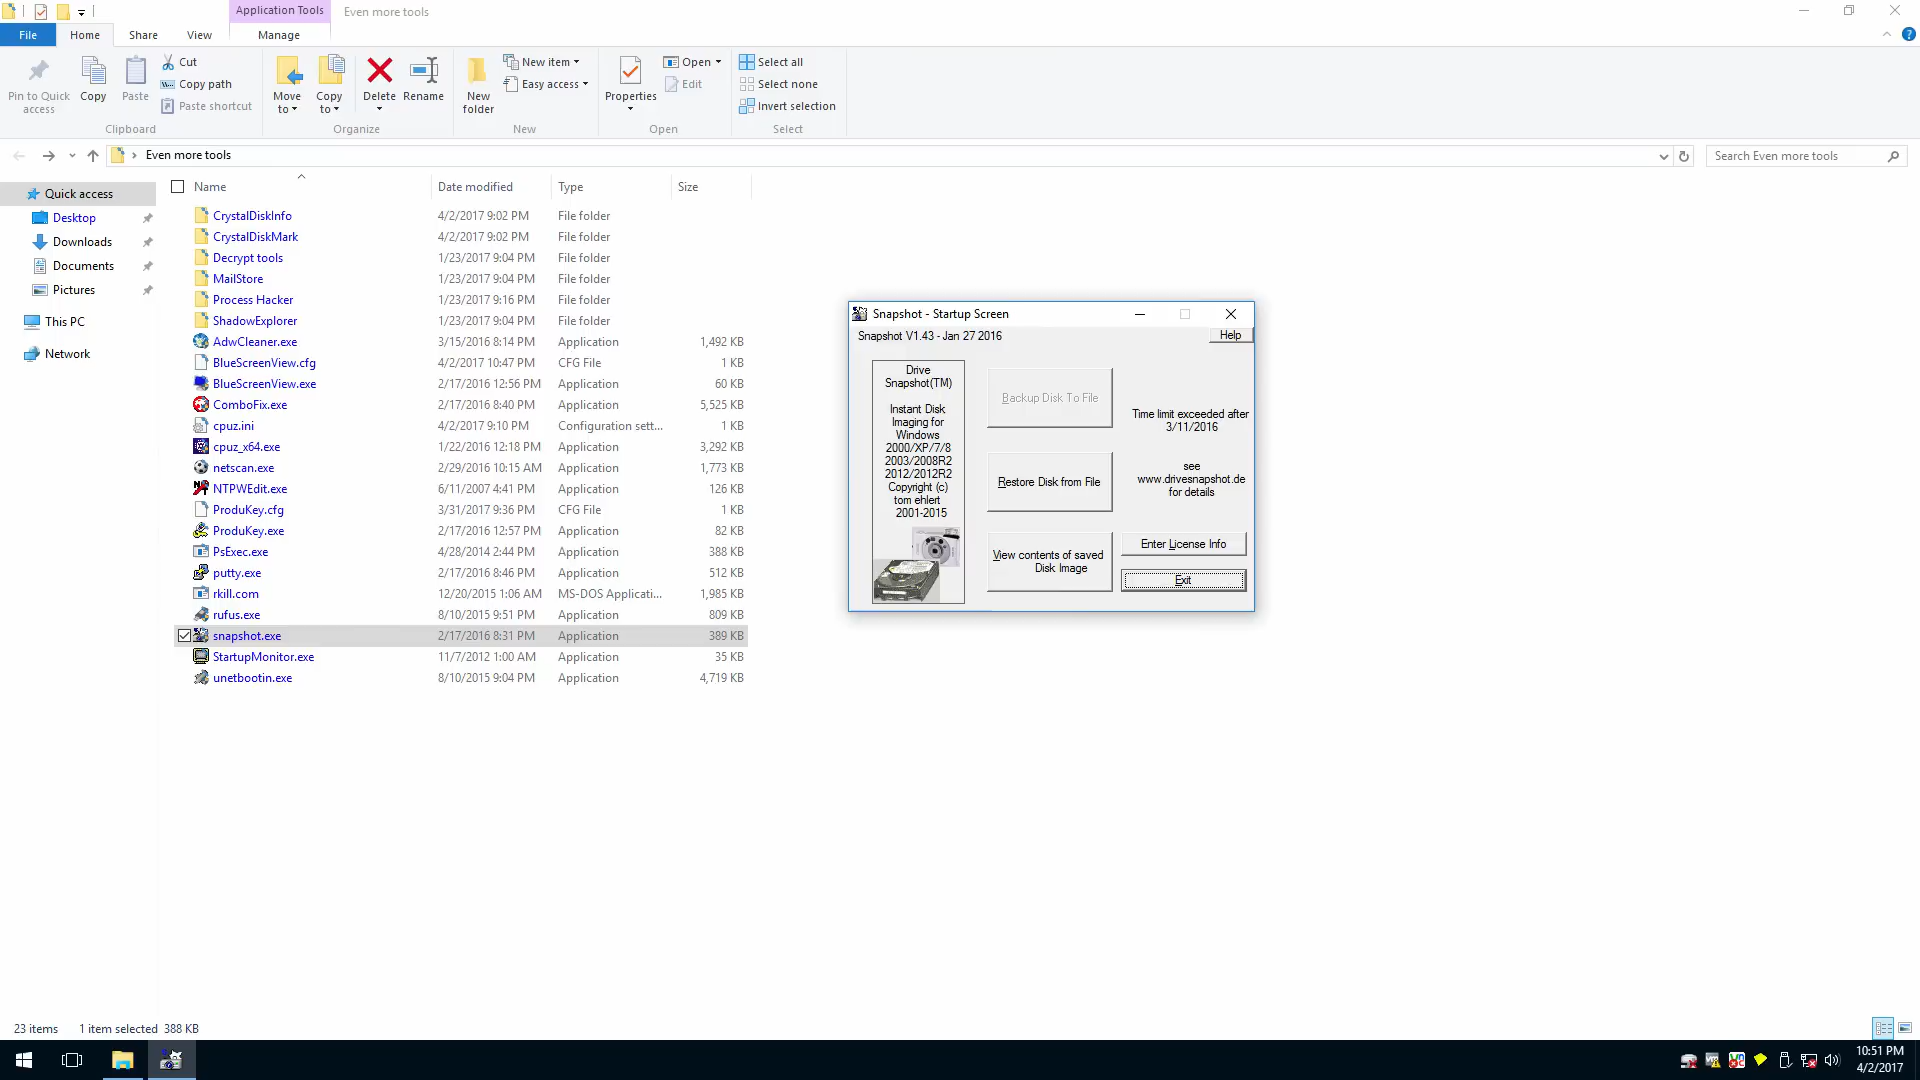 Application Tools
Even more tools
File
Home
Share
View
Manage
Pin to Quick
access
Copy
Paste
Cut
Copy path
Paste shortcut
Clipboard
Move
to
Copy
to
Delete
Rename
Organize
New
folder
New item
Easy access
New
Properties
Open
Edit
Open
Select all
Select none
Invert selection
Select
Even more tools
Search Even more tools
Quick access
Desktop
Downloads
Documents
Pictures
This PC
Network
Name Date modified Type Size
CrystalDiskInfo 4/2/2017 9:02 PM File folder
CrystalDiskMark 4/2/2017 9:02 PM File folder
Decrypt tools 1/23/2017 9:04 PM File folder
MailStore 1/23/2017 9:04 PM File folder
Process Hacker 1/23/2017 9:16 PM File folder
ShadowExplorer 1/23/2017 9:04 PM File folder
AdwCleaner.exe 3/15/2016 8:14 PM Application 1,492 KB
BlueScreenView.cfg 4/2/2017 10:47 PM CFG File 1 KB
BlueScreenView.exe 2/17/2016 12:56 PM Application 60 KB
ComboFix.exe 2/17/2016 8:40 PM Application 5,525 KB
cpuz.ini 4/2/2017 9:10 PM Configuration sett... 1 KB
cpuz_x64.exe 1/22/2016 12:18 PM Application 3,292 KB
netscan.exe 2/29/2016 10:15 AM Application 1,773 KB
NTPWEdit.exe 6/11/2007 4:41 PM Application 126 KB
ProduKey.cfg 3/31/2017 9:36 PM CFG File 1 KB
ProduKey.exe 2/17/2016 12:57 PM Application 82 KB
PsExec.exe 4/28/2014 2:44 PM Application 388 KB
putty.exe 2/17/2016 8:46 PM Application 512 KB
rkill.com 12/20/2015 1:06 AM MS-DOS Applicati... 1,985 KB
rufus.exe 8/10/2015 9:51 PM Application 809 KB
snapshot.exe 2/17/2016 8:31 PM Application 389 KB
StartupMonitor.exe 11/7/2012 1:00 AM Application 35 KB
unetbootin.exe 8/10/2015 9:04 PM Application 4,719 KB
Snapshot - Startup Screen
Snapshot V1.43 - Jan 27 2016
Help
Drive
Snapshot(TM)
Instant Disk
Imaging for
Windows
2000/XP/7/8
2003/2008R2
2012/2012R2
Copyright (c)
tom ehlert
2001-2015
Backup Disk To File
Restore Disk from File
View contents of saved
Disk Image
Time limit exceeded after
3/11/2016
see
www.drivesnapshot.de
for details
Enter License Info
Exit
23 items 1 item selected 388 KB
10:51 PM
4/2/2017